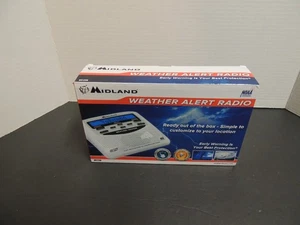 MIDLAND
WEATHER ALERT RADIO
Early Warning is Your Best Protection!
MIDLAND
WEATHER ALERT RADIO
Ready out of the box - Simple to
customize to your location
Early Warning is
Your Best Protection!